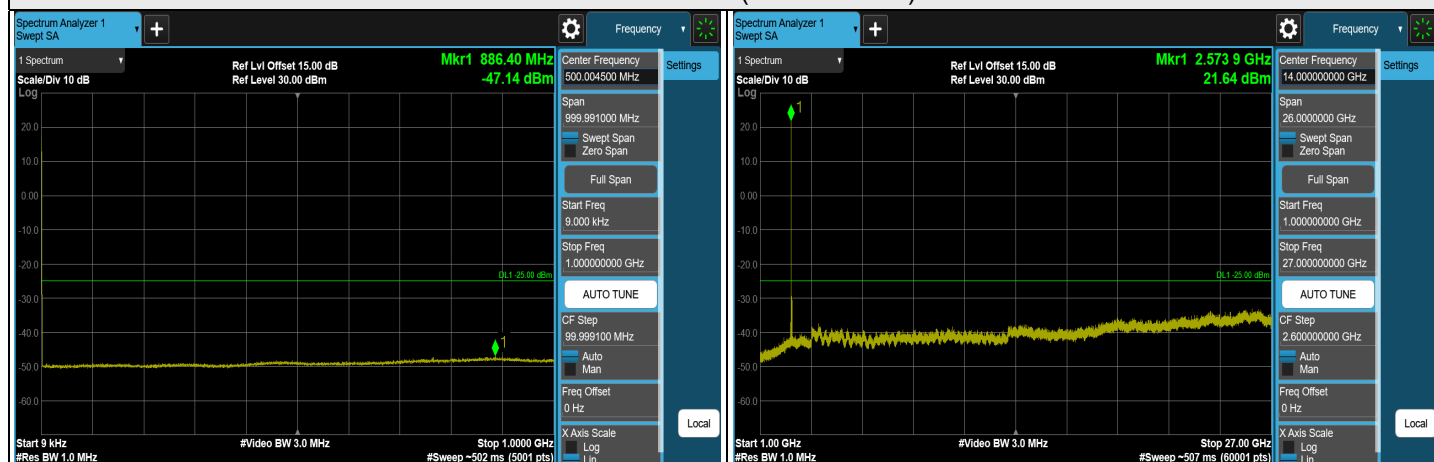 Spectrum Analyzer 1
Swept SA
Frequency
1 Spectrum
Scale/Div 10 dB
Ref Lvl Offset 15.00 dB
Ref Level 30.00 dBm
Mkr1 886.40 MHz
-47.14 dBm
Log
20.0
10.0
0.00
-10.0
-20.0
-30.0
-40.0
-50.0
-60.0
DL1 -25.00 dBm
1
Start 9 kHz
#Res BW 1.0 MHz
#Video BW 3.0 MHz
Stop 1.0000 GHz
#Sweep ~502 ms (5001 pts)
Center Frequency
500.004500 MHz
Settings
Span
999.991000 MHz
Swept Span
Zero Span
Full Span
Start Freq
9.000 kHz
Stop Freq
1.000000000 GHz
AUTO TUNE
CF Step
99.999100 MHz
Auto
Man
Freq Offset
0 Hz
X Axis Scale
Log
Lin
Local
Spectrum Analyzer 1
Swept SA
Frequency
1 Spectrum
Scale/Div 10 dB
Ref Lvl Offset 15.00 dB
Ref Level 30.00 dBm
Mkr1 2.573 9 GHz
21.64 dBm
Log
1
20.0
10.0
0.00
-10.0
-20.0
-30.0
-40.0
-50.0
-60.0
DL1 -25.00 dBm
Start 1.00 GHz
#Res BW 1.0 MHz
#Video BW 3.0 MHz
Stop 27.00 GHz
#Sweep ~507 ms (60001 pts)
Center Frequency
14.000000000 GHz
Settings
Span
26.0000000 GHz
Swept Span
Zero Span
Full Span
Start Freq
1.000000000 GHz
Stop Freq
27.000000000 GHz
AUTO TUNE
CF Step
2.600000000 GHz
Auto
Man
Freq Offset
0 Hz
X Axis Scale
Log
Lin
Local